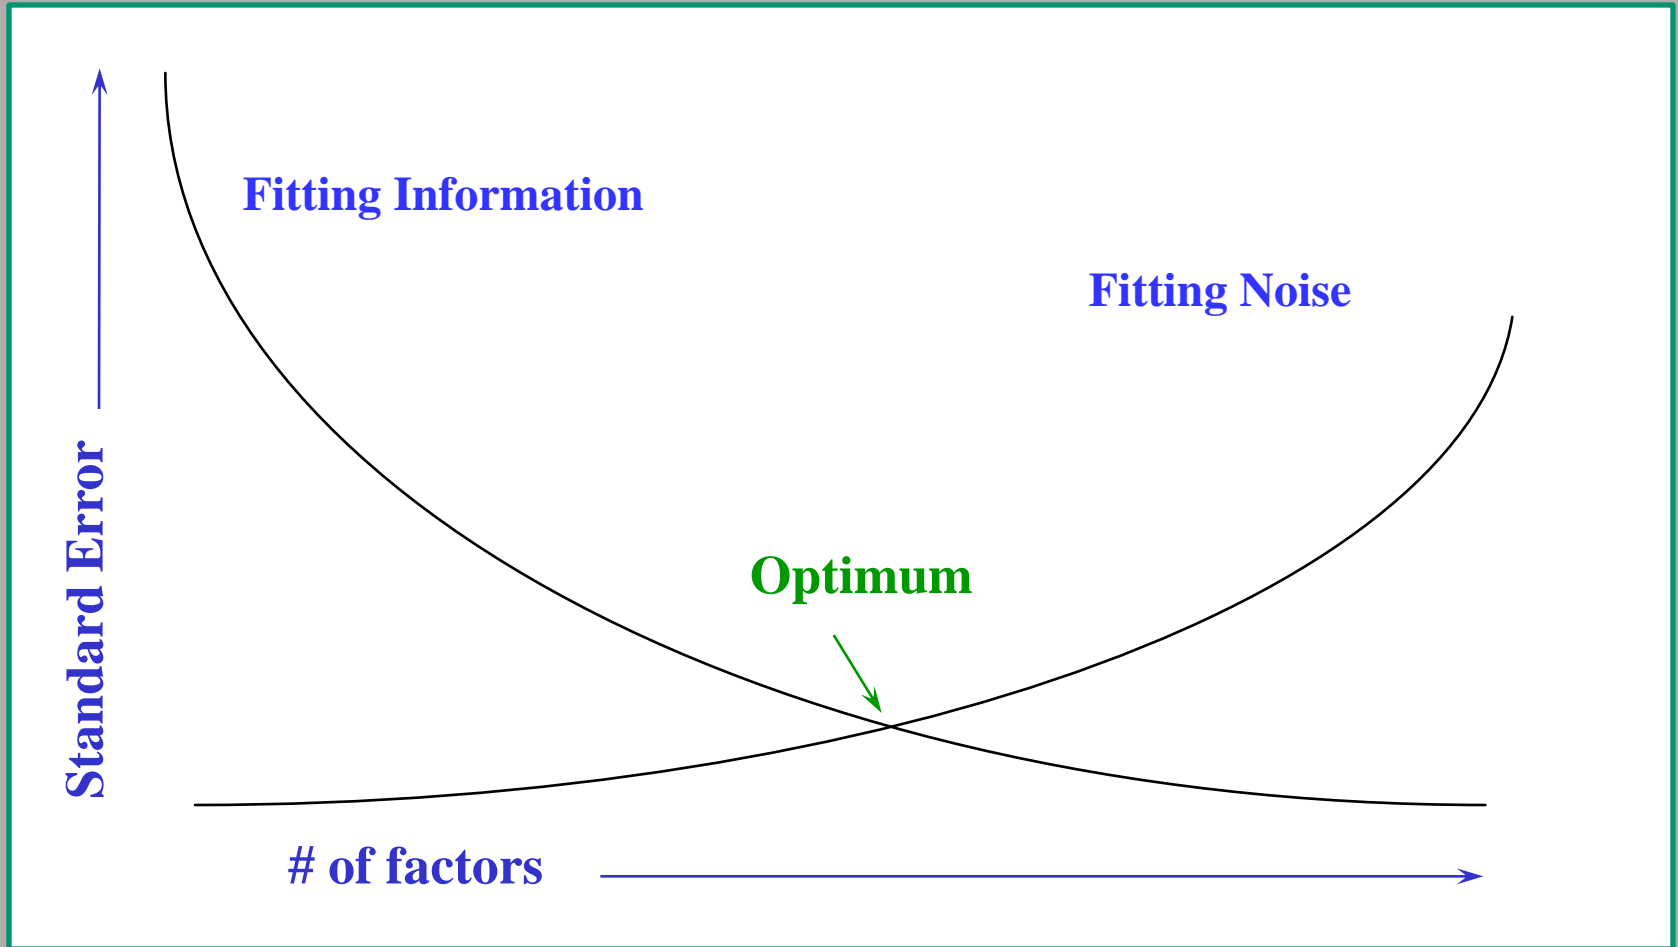 Fitting Information
Fitting Noise
Optimum
Standard Error
# of factors